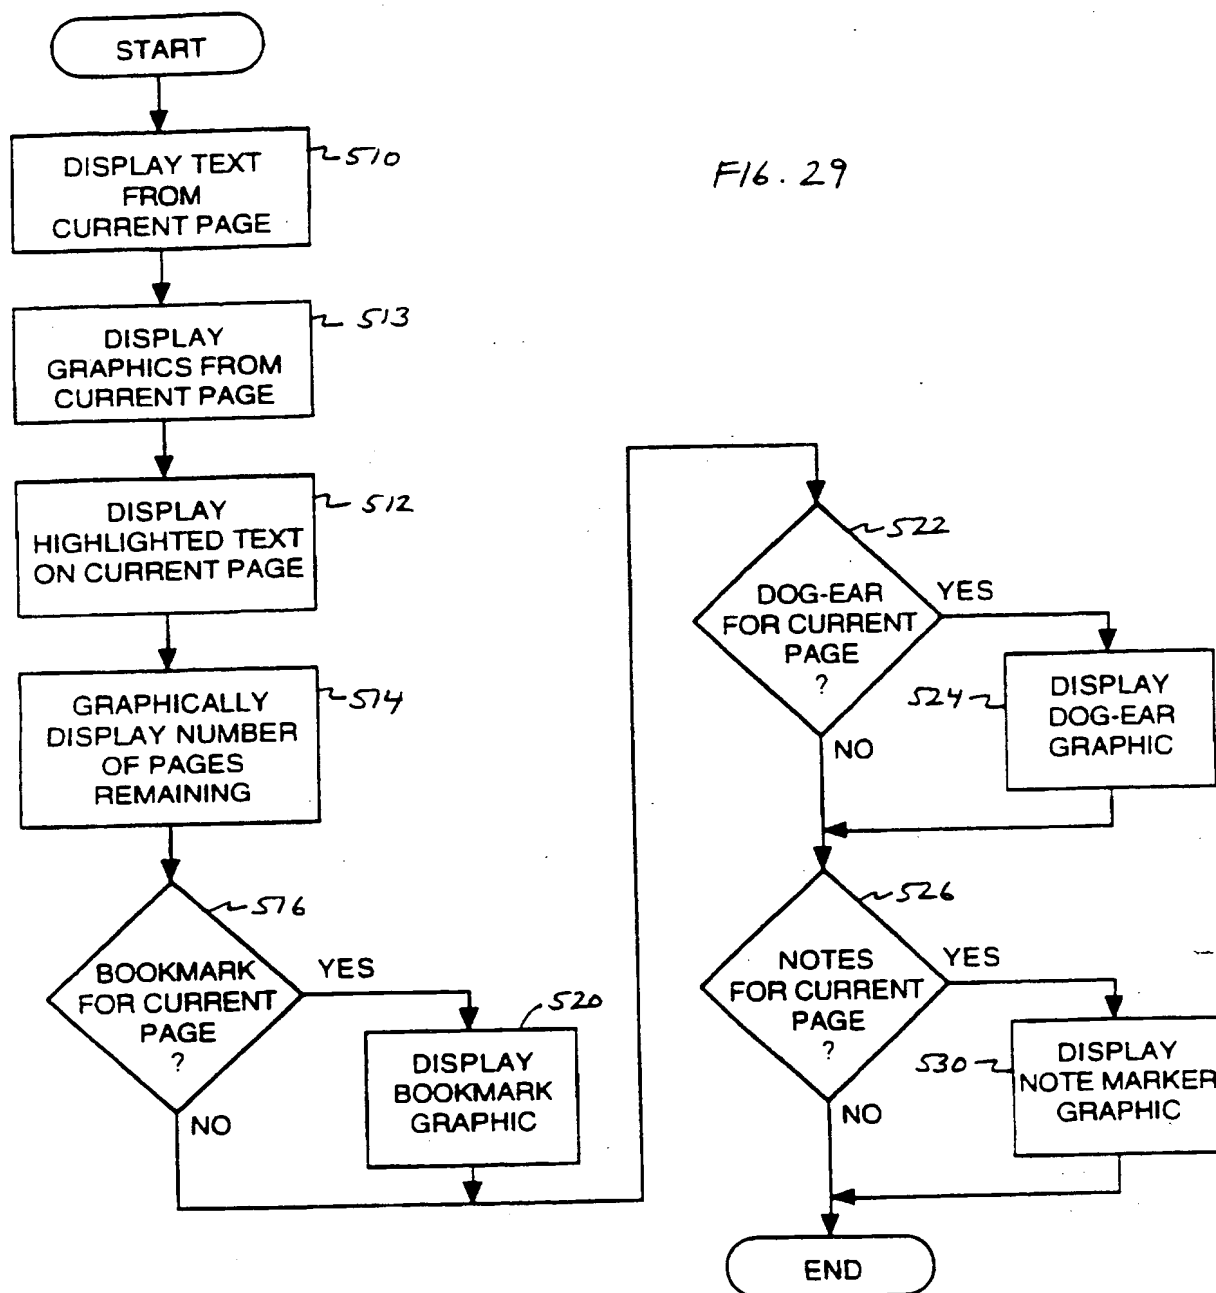 START
DISPLAY TEXT
FROM
CURRENT PAGE
510
DISPLAY
GRAPHICS FROM
CURRENT PAGE
513
DISPLAY
HIGHLIGHTED TEXT
ON CURRENT PAGE
512
GRAPHICALLY
DISPLAY NUMBER
OF PAGES
REMAINING
514
BOOKMARK
FOR CURRENT
PAGE
?
516
YES
NO
DISPLAY
BOOKMARK
GRAPHIC
520
FIG. 29
DOG-EAR
FOR CURRENT
PAGE
?
522
YES
NO
DISPLAY
DOG-EAR
GRAPHIC
524
NOTES
FOR CURRENT
PAGE
?
526
YES
NO
DISPLAY
NOTE MARKER
GRAPHIC
530
END